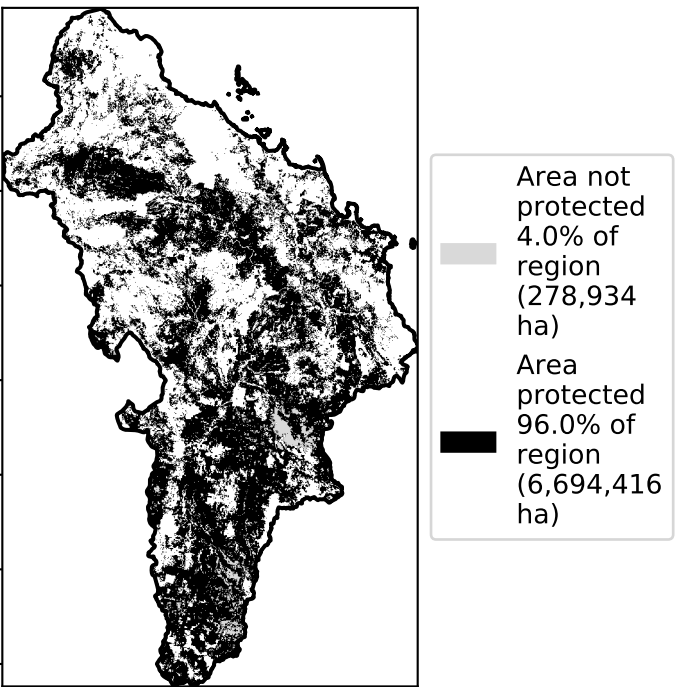 Area not
protected
4.0% of
region
(278,934
ha)
Area
protected
96.0% of
region
(6,694,416
ha)